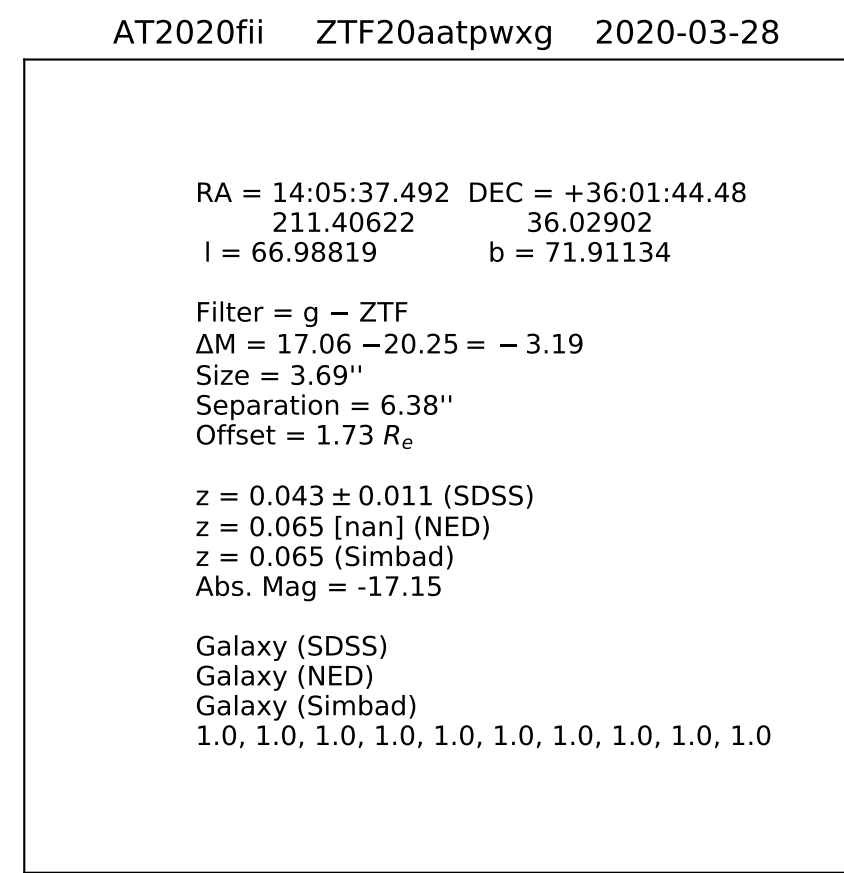 AT2020fii ZTF20aatpwxg 2020-03-28
RA = 14:05:37.492 DEC = +36:01:44.48
211.40622 36.02902
l = 66.98819 b = 71.91134
Filter = g − ZTF
ΔM = 17.06 −20.25 = − 3.19
Size = 3.69''
Separation = 6.38''
Offset = 1.73 Re
z = 0.043 ± 0.011 (SDSS)
z = 0.065 [nan] (NED)
z = 0.065 (Simbad)
Abs. Mag = -17.15
Galaxy (SDSS)
Galaxy (NED)
Galaxy (Simbad)
1.0, 1.0, 1.0, 1.0, 1.0, 1.0, 1.0, 1.0, 1.0, 1.0